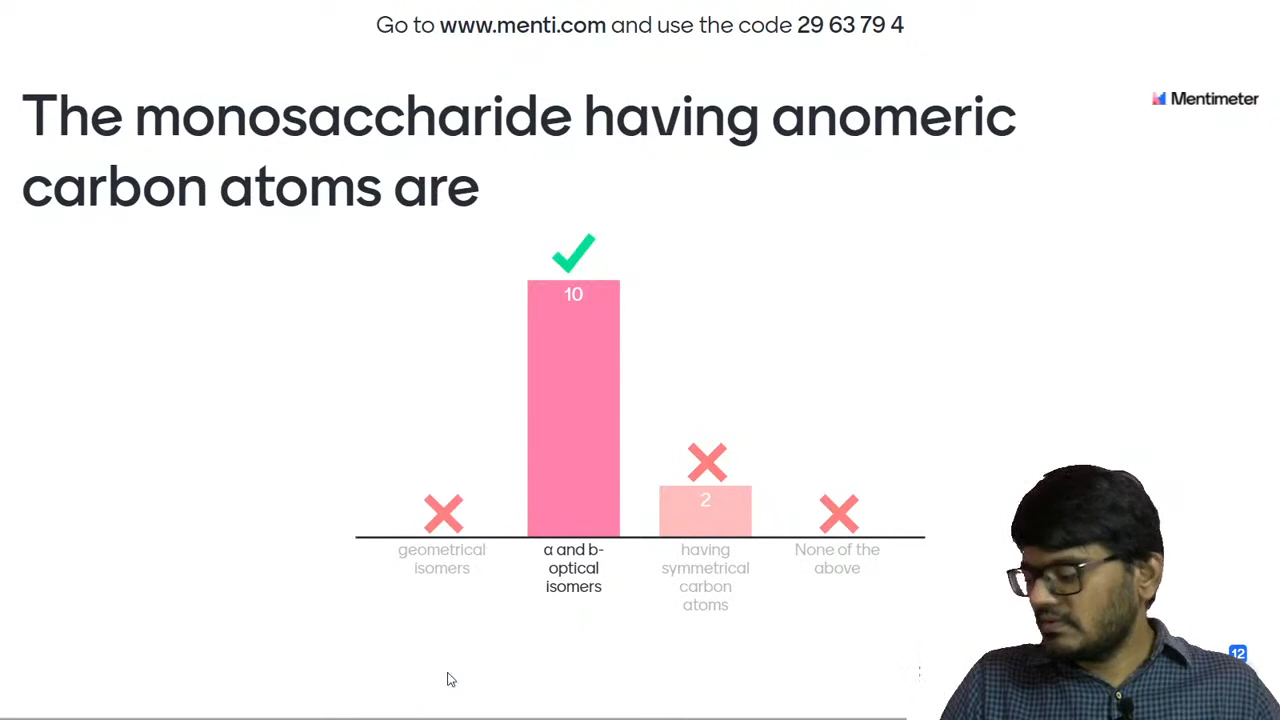 Go to www.menti.com and use the code 29 63 79 4
Mentimeter
The monosaccharide having anomeric
carbon atoms are
10
2
geometrical
isomers
α and b-
optical
isomers
having
symmetrical
carbon
atoms
None of the
above
12